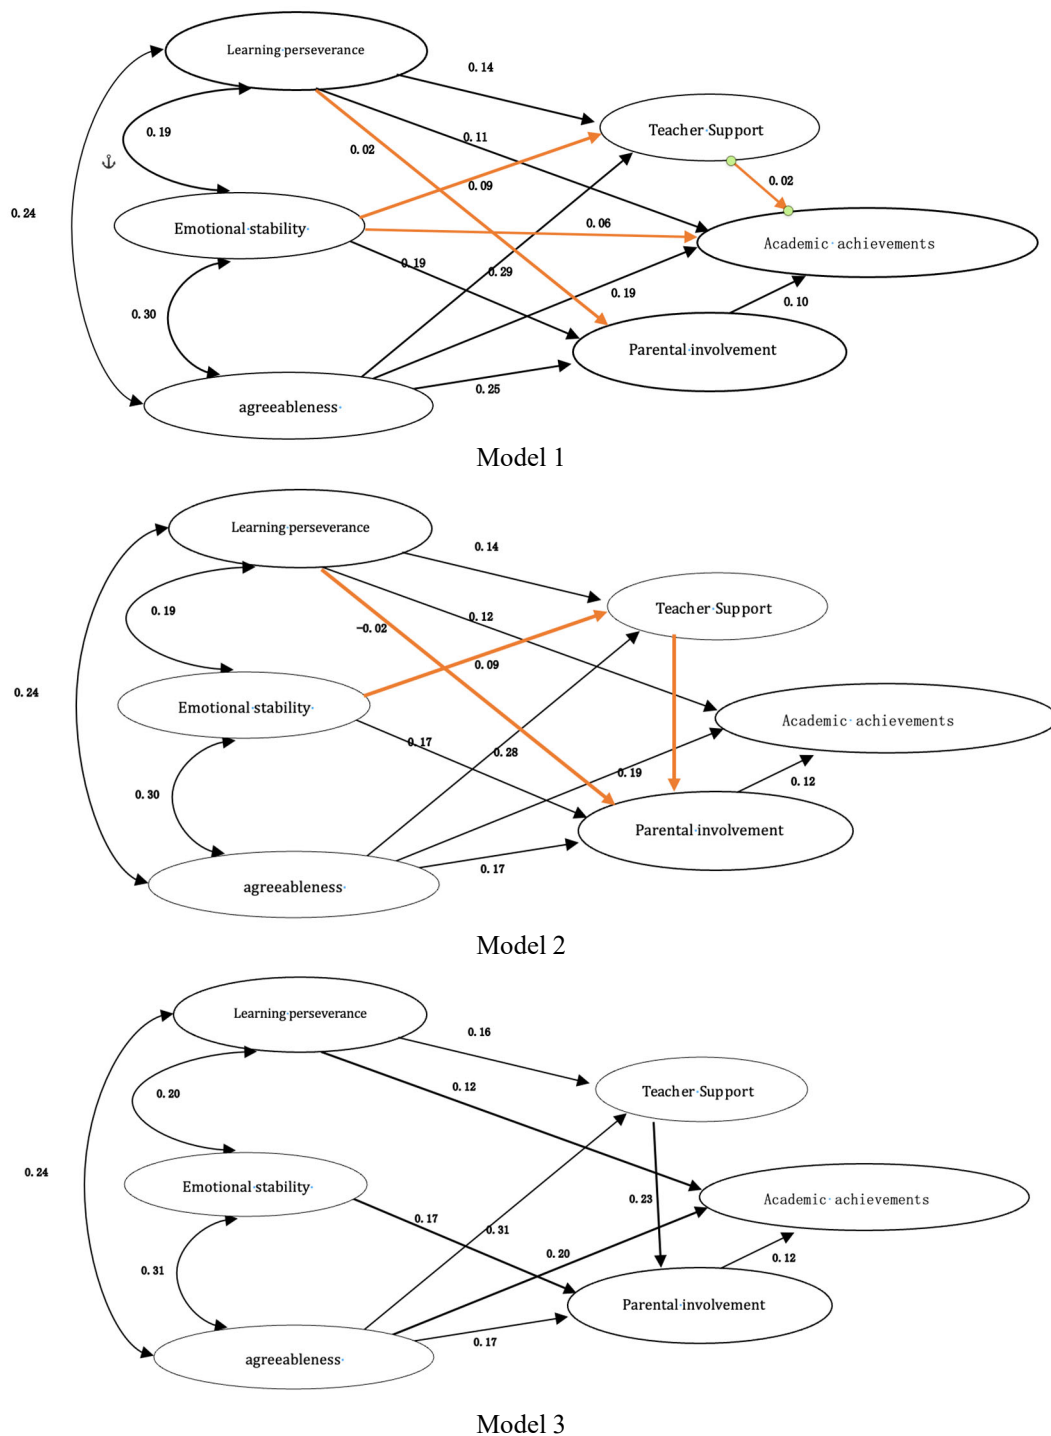 Learning perseverance
0.14
Teacher Support
0.19
0.11
0.02
0.02
0.09
0.24
Emotional stability
0.06
Academic achievements
0.19
0.29
0.19
0.10
0.30
Parental involvement
0.25
agreeableness
Model 1
Learning perseverance
0.14
Teacher Support
0.19
0.12
-0.02
0.09
0.24
Emotional stability
Academic achievements
0.17
0.28
0.19
0.12
0.30
Parental involvement
0.17
agreeableness
Model 2
Learning perseverance
0.16
Teacher Support
0.20
0.12
0.24
Emotional stability
0.23
Academic achievements
0.17
0.31
0.20
0.12
0.31
Parental involvement
0.17
agreeableness
Model 3